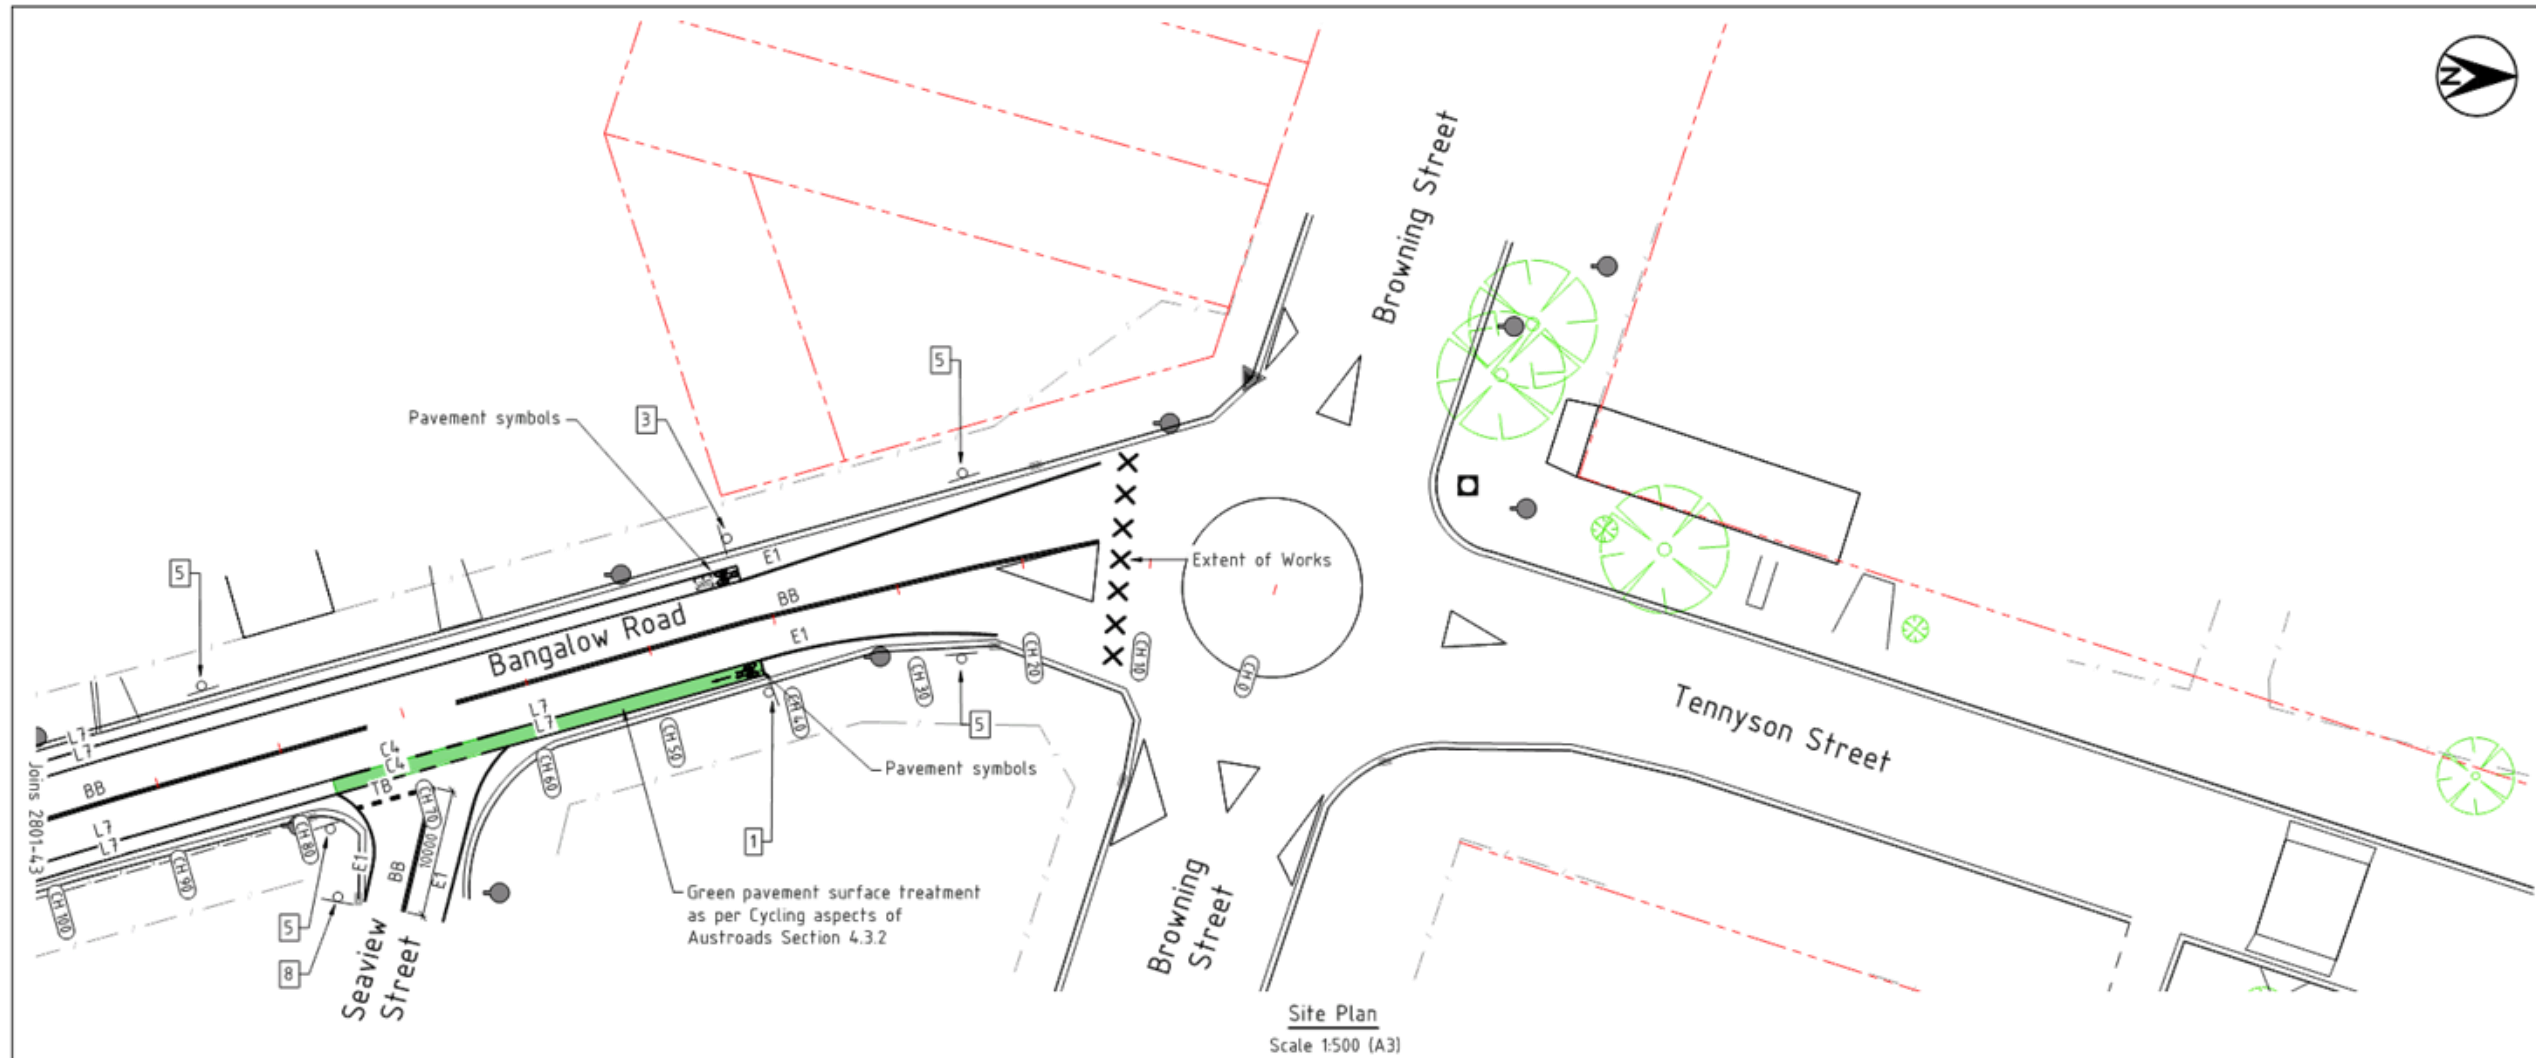 N
Browning Street
5
Pavement symbols
3
5
E1
Extent of Works
BB
Bangalow Road
E1
CH 20
CH 10
CH 0
L7
L7
L7
L7
CH 40
CH 30
5
Tennyson Street
C4
C4
CH 50
Pavement symbols
BB
TB
CH 60
CH 70
Joins 2801-43
L7
L7
CH 80
10000
1
E1
BB
E1
CH 90
CH 100
Green pavement surface treatment
as per Cycling aspects of
Austroads Section 4.3.2
5
8
Seaview
Street
Browning
Street
Site Plan
Scale 1:500 (A3)